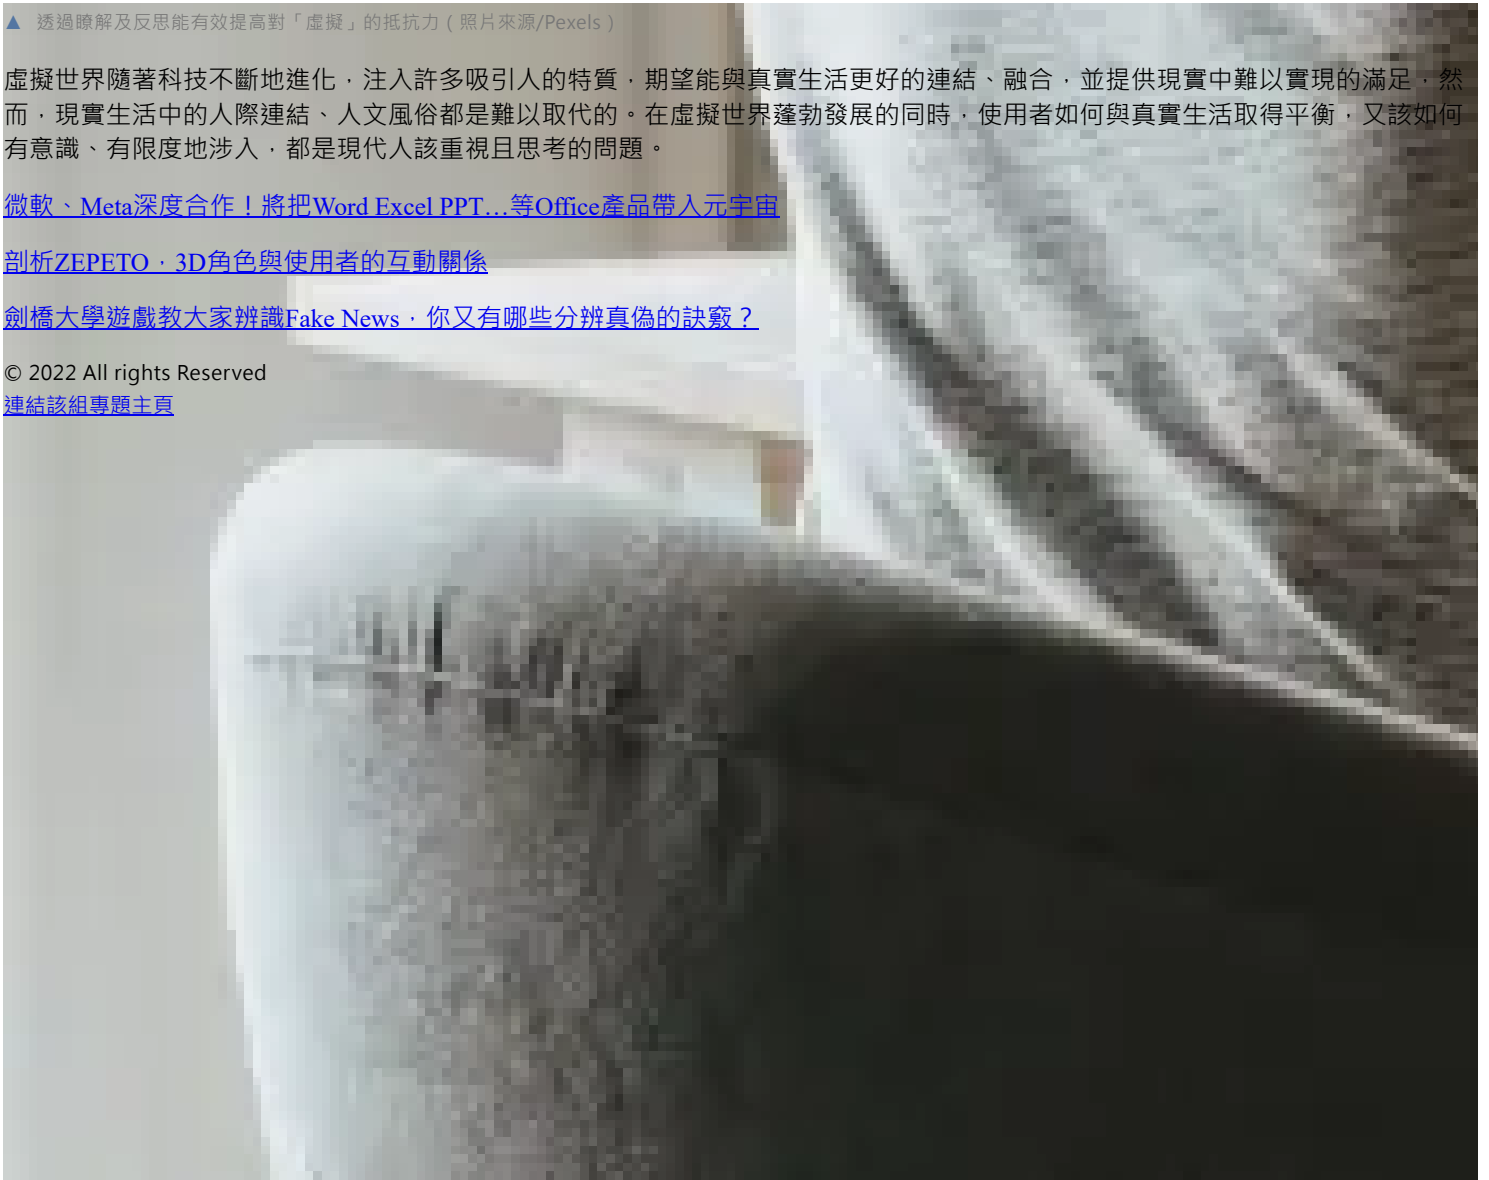 ▲ 透過瞭解及反思能有效提高對「虛擬」的抵抗力（照片來源/Pexels）
虛擬世界隨著科技不斷地進化，注入許多吸引人的特質，期望能與真實生活更好的連結、融合，並提供現實中難以實現的滿足，然
而，現實生活中的人際連結、人文風俗都是難以取代的。在虛擬世界蓬勃發展的同時，使用者如何與真實生活取得平衡，又該如何
有意識、有限度地涉入，都是現代人該重視且思考的問題。
微軟、Meta深度合作！將把Word Excel PPT…等Office產品帶入元宇宙
剖析ZEPETO，3D角色與使用者的互動關係
劍橋大學遊戲教大家辨識Fake News，你又有哪些分辨真偽的訣竅？
© 2022 All rights Reserved
連結該組專題主頁